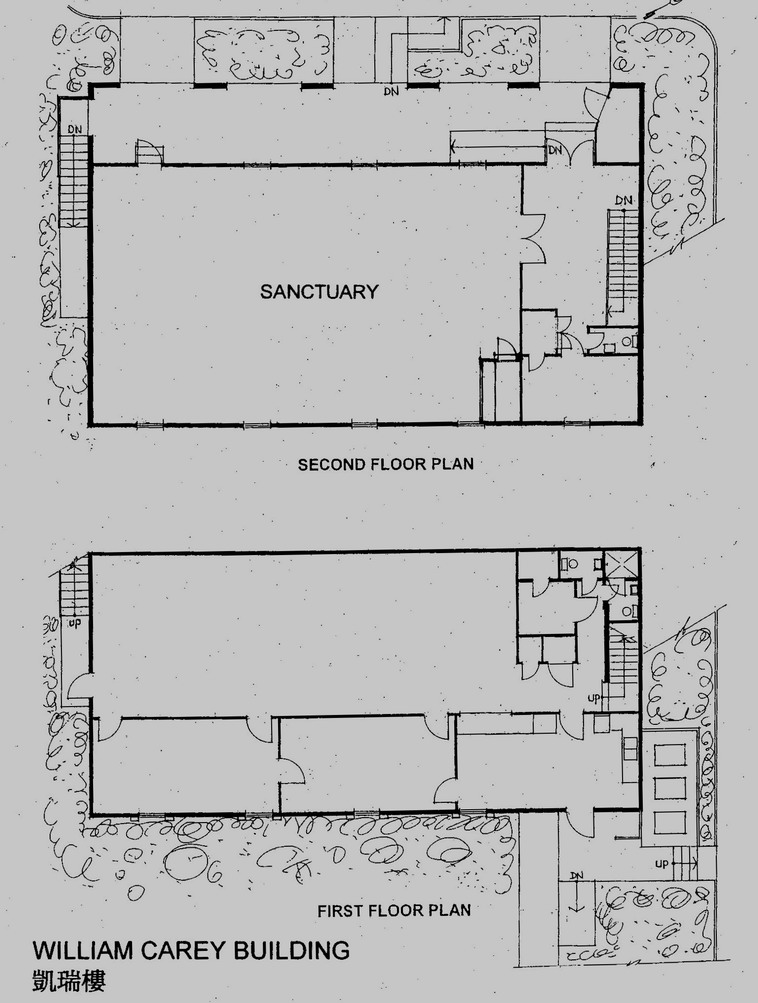 DN
DN
DN
DN
SANCTUARY
SECOND FLOOR PLAN
UP
UP
UP
DN
FIRST FLOOR PLAN
WILLIAM CAREY BUILDING
凱瑞樓